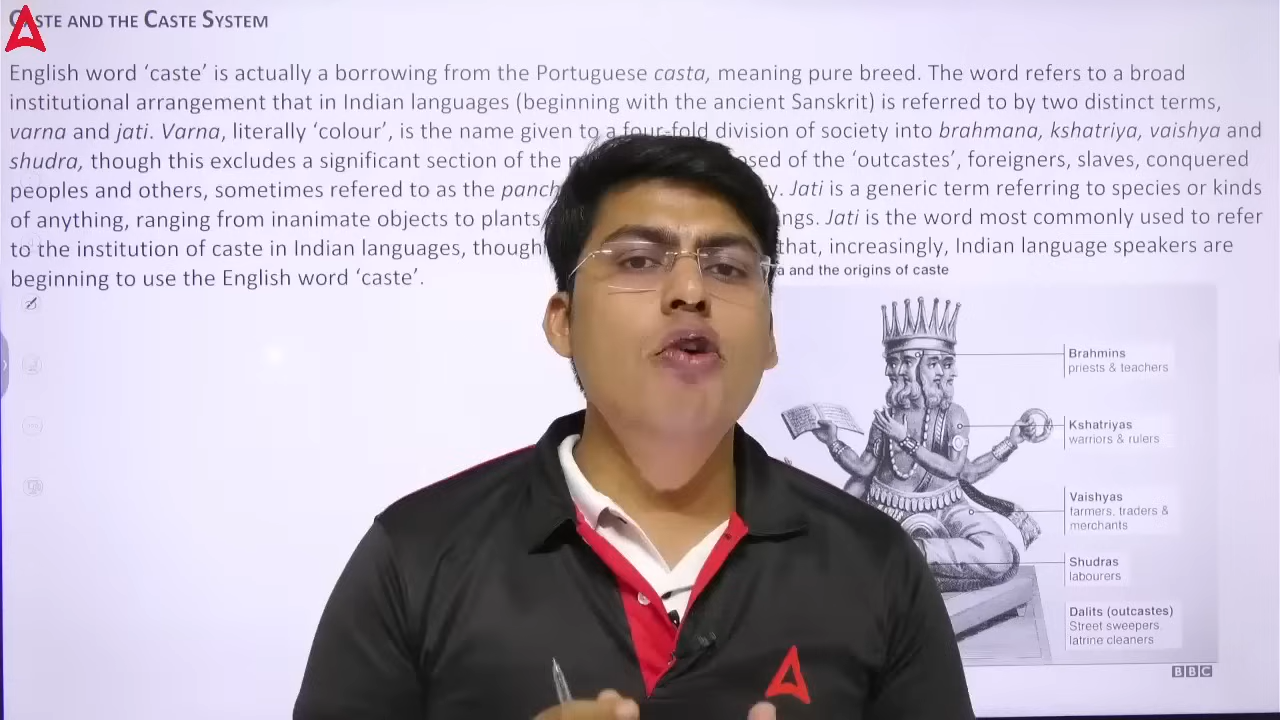 CASTE AND THE CASTE SYSTEM
English word ‘caste’ is actually a borrowing from the Portuguese casta, meaning pure breed. The word refers to a broad
institutional arrangement that in Indian languages (beginning with the ancient Sanskrit) is referred to by two distinct terms,
varna and jati. Varna, literally ‘colour’, is the name given to a four-fold division of society into brahmana, kshatriya, vaishya and
shudra, though this excludes a significant section of the sed of the ‘outcastes’, foreigners, slaves, conquered
peoples and others, sometimes refered to as the panch y. Jati is a generic term referring to species or kinds
of anything, ranging from inanimate objects to plants ngs. Jati is the word most commonly used to refer
to the institution of caste in Indian languages, though that, increasingly, Indian language speakers are
beginning to use the English word ‘caste’.
a and the origins of caste
Brahmins
priests & teachers
Kshatriyas
warriors & rulers
Vaishyas
farmers, traders &
merchants
Shudras
labourers
Dalits (outcastes)
Street sweepers,
latrine cleaners
BBC